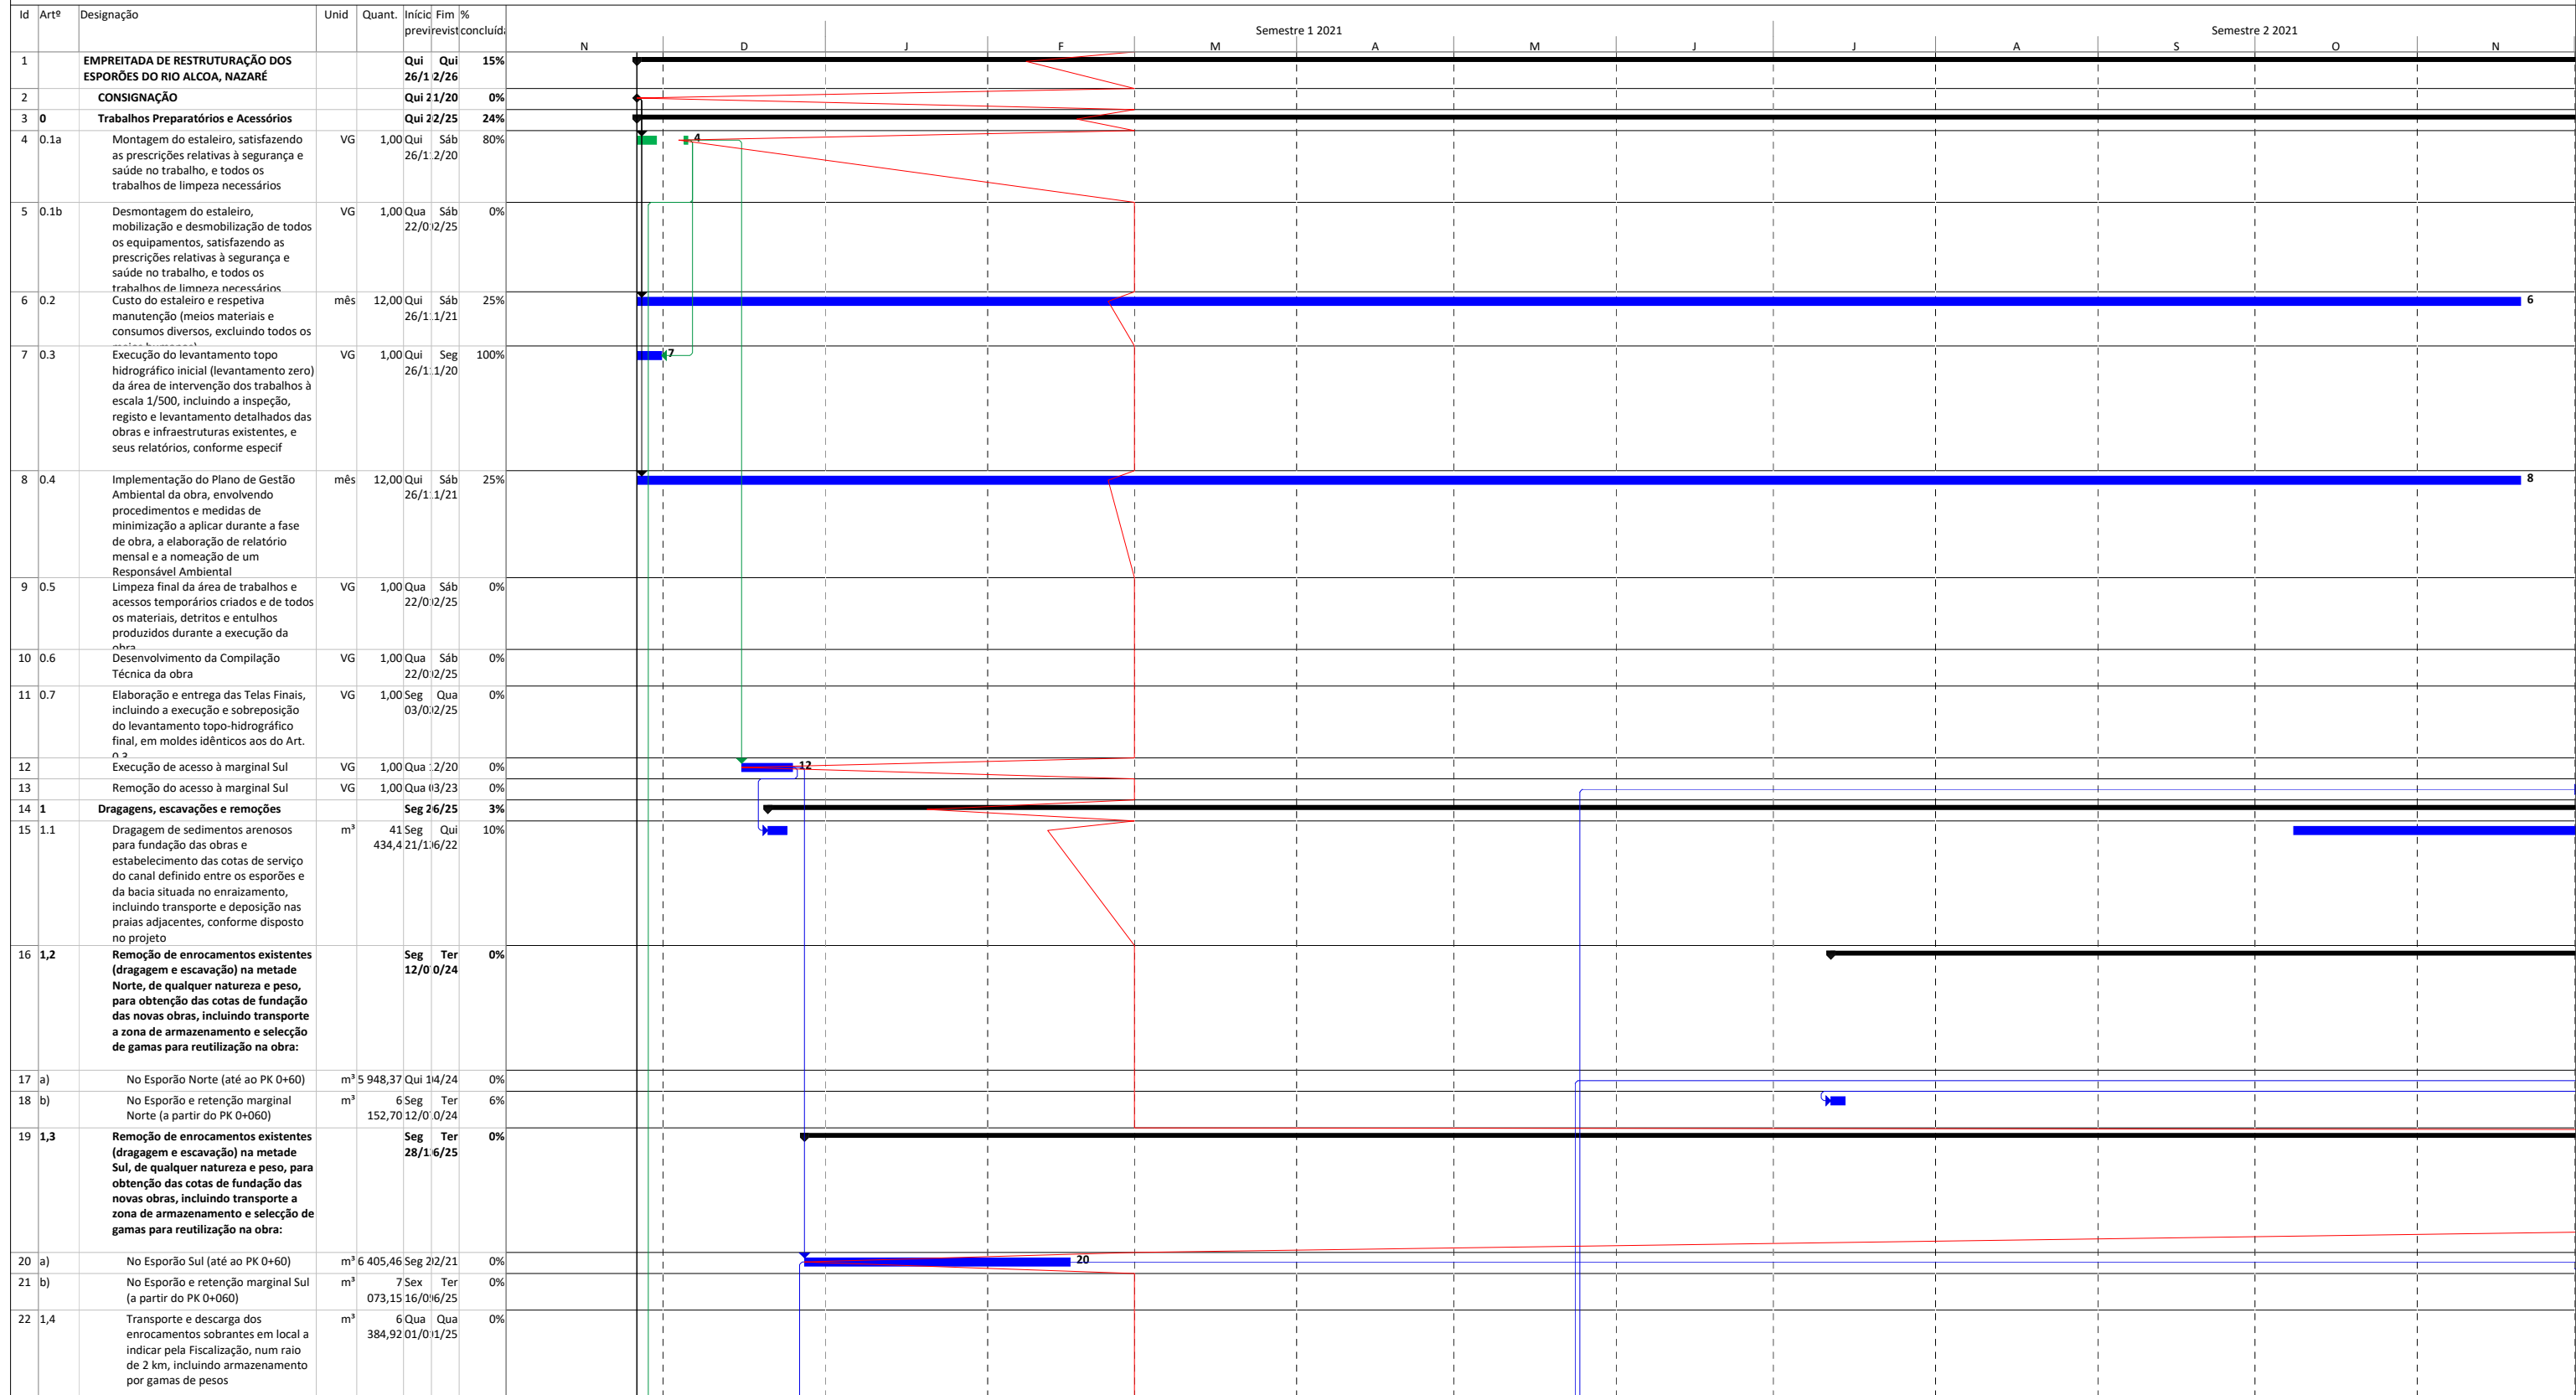 Id Artº Designação Unid Quant. Início Fim %
previ revist concluída
Semestre 1 2021 Semestre 2 2021
N D J F M A M J J A S O N
1 EMPREITADA DE RESTRUTURAÇÃO DOS Qui Qui 15%
ESPORÕES DO RIO ALCOA, NAZARÉ 26/1 2/26
2 CONSIGNAÇÃO Qui 2 1/20 0%
3 0 Trabalhos Preparatórios e Acessórios Qui 2 2/25 24%
4 0.1a Montagem do estaleiro, satisfazendo VG 1,00 Qui Sáb 80% 4
as prescrições relativas à segurança e 26/1 2/20
saúde no trabalho, e todos os
trabalhos de limpeza necessários
5 0.1b Desmontagem do estaleiro, VG 1,00 Qua Sáb 0%
mobilização e desmobilização de todos 22/0 2/25
os equipamentos, satisfazendo as
prescrições relativas à segurança e
saúde no trabalho, e todos os
trabalhos de limpeza necessários
6 0.2 Custo do estaleiro e respetiva mês 12,00 Qui Sáb 25% 6
manutenção (meios materiais e 26/1 1/21
consumos diversos, excluindo todos os
7 0.3 Execução do levantamento topo VG 1,00 Qui Seg 100% 7
hidrográfico inicial (levantamento zero) 26/1 1/20
da área de intervenção dos trabalhos à
escala 1/500, incluindo a inspeção,
registo e levantamento detalhados das
obras e infraestruturas existentes, e
seus relatórios, conforme especif
8 0.4 Implementação do Plano de Gestão mês 12,00 Qui Sáb 25% 8
Ambiental da obra, envolvendo 26/1 1/21
procedimentos e medidas de
minimização a aplicar durante a fase
de obra, a elaboração de relatório
mensal e a nomeação de um
Responsável Ambiental
9 0.5 Limpeza final da área de trabalhos e VG 1,00 Qua Sáb 0%
acessos temporários criados e de todos 22/0 2/25
os materiais, detritos e entulhos
produzidos durante a execução da
obra
10 0.6 Desenvolvimento da Compilação VG 1,00 Qua Sáb 0%
Técnica da obra 22/0 2/25
11 0.7 Elaboração e entrega das Telas Finais, VG 1,00 Seg Qua 0%
incluindo a execução e sobreposição 03/0 2/25
do levantamento topo-hidrográfico
final, em moldes idênticos aos do Art.
0.3
12 Execução de acesso à marginal Sul VG 1,00 Qua 2/20 0% 12
13 Remoção do acesso à marginal Sul VG 1,00 Qua 3/23 0%
14 1 Dragagens, escavações e remoções Seg 2 6/25 3%
15 1.1 Dragagem de sedimentos arenosos m³ 41 Seg Qui 10%
para fundação das obras e 434,4 21/1 6/22
estabelecimento das cotas de serviço
do canal definido entre os esporões e
da bacia situada no enraizamento,
incluindo transporte e deposição nas
praias adjacentes, conforme disposto
no projeto
16 1,2 Remoção de enrocamentos existentes Seg Ter 0%
(dragagem e escavação) na metade 12/0 0/24
Norte, de qualquer natureza e peso,
para obtenção das cotas de fundação
das novas obras, incluindo transporte
a zona de armazenamento e selecção
de gamas para reutilização na obra:
17 a) No Esporão Norte (até ao PK 0+60) m³ 5 948,37 Qui 1 4/24 0%
18 b) No Esporão e retenção marginal m³ 6 Seg Ter 6%
Norte (a partir do PK 0+060) 152,70 12/0 0/24
19 1,3 Remoção de enrocamentos existentes Seg Ter 0%
(dragagem e escavação) na metade 28/1 6/25
Sul, de qualquer natureza e peso, para
obtenção das cotas de fundação das
novas obras, incluindo transporte a
zona de armazenamento e selecção de
gamas para reutilização na obra:
20 a) No Esporão Sul (até ao PK 0+60) m³ 6 405,46 Seg 2 2/21 0% 20
21 b) No Esporão e retenção marginal Sul m³ 7 Sex Ter 0%
(a partir do PK 0+060) 073,15 16/0 6/25
22 1,4 Transporte e descarga dos m³ 6 Qua Qua 0%
enrocamentos sobrantes em local a 384,92 01/0 1/25
indicar pela Fiscalização, num raio
de 2 km, incluindo armazenamento
por gamas de pesos